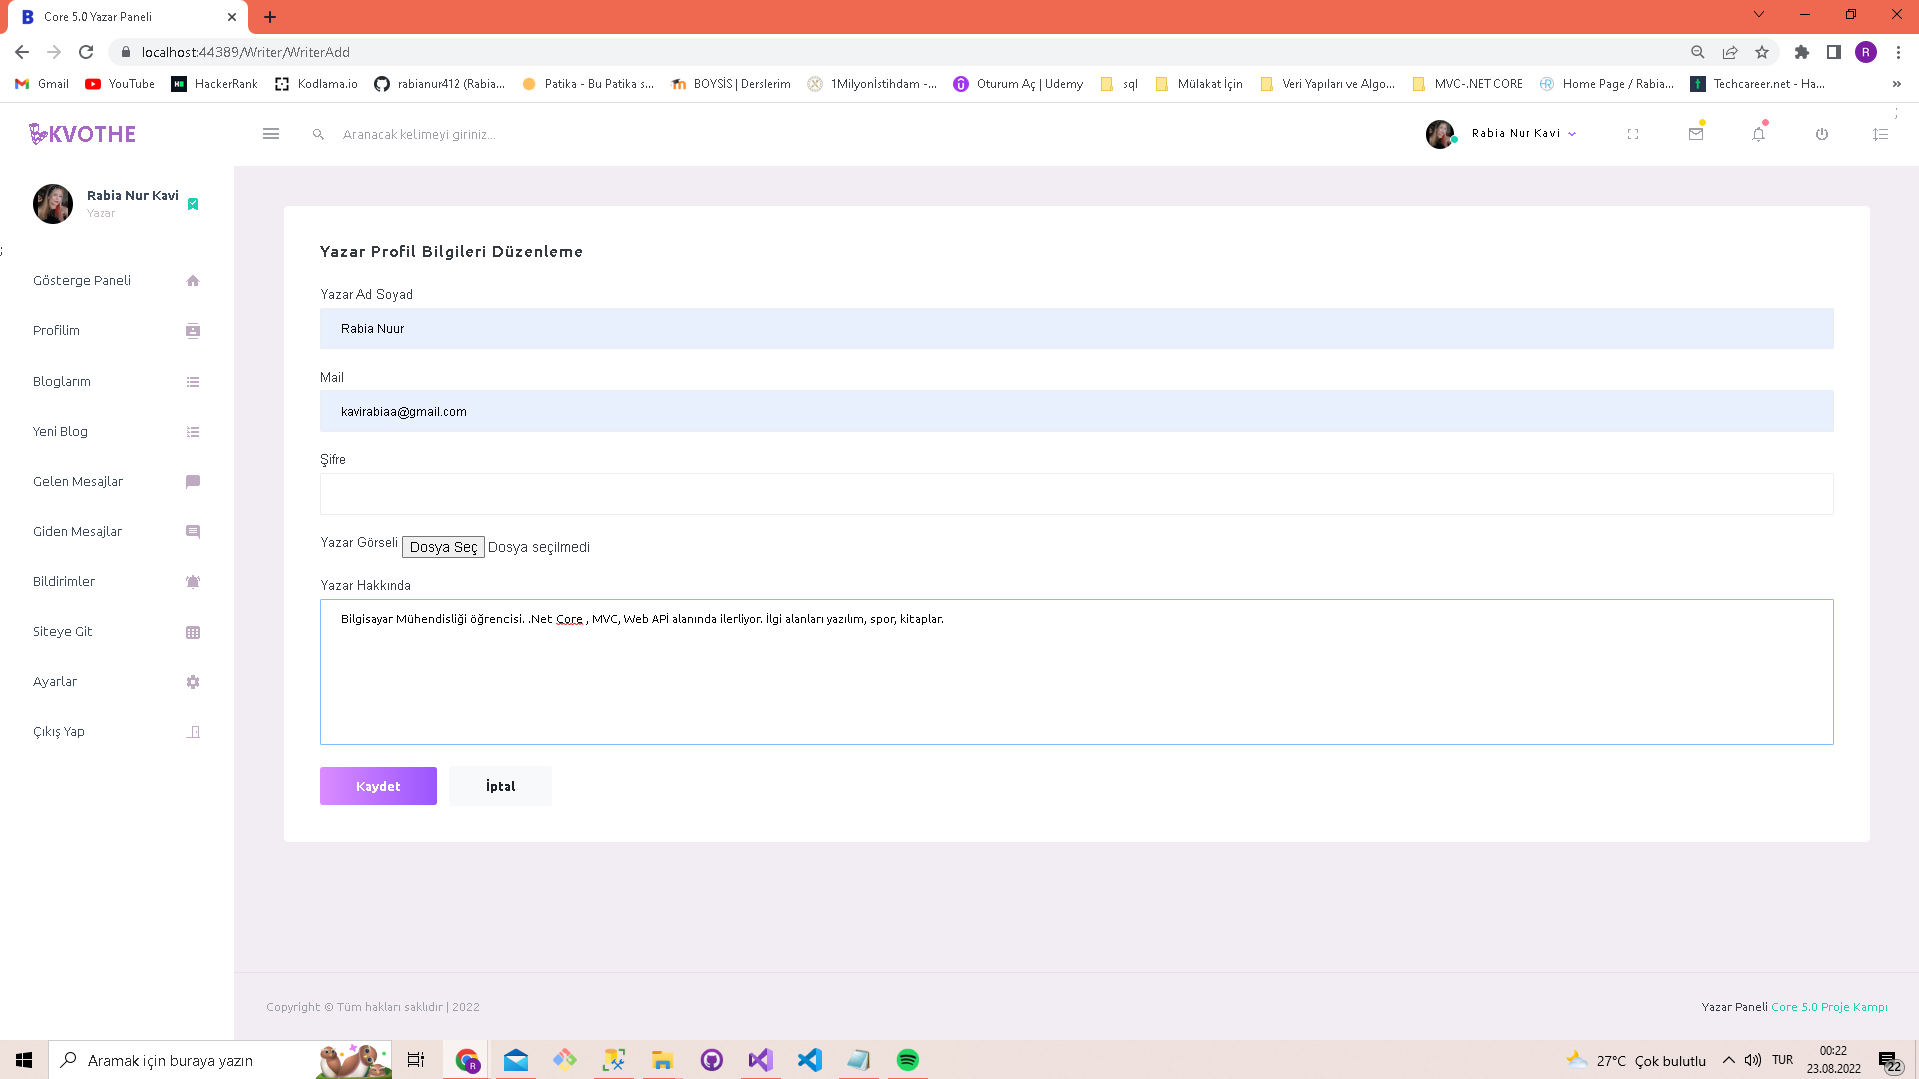 Core 5.0 Yazar Paneli
localhost:44389/Writer/WriterAdd
R
Gmail YouTube HackerRank Kodlama.io rabianur412 (Rabia... Patika - Bu Patika s... BOYSİS | Derslerim 1Milyonİstihdam -... Oturum Aç | Udemy sql Mülakat İçin Veri Yapıları ve Algo... MVC-.NET CORE Home Page / Rabia... Techcareer.net - Ha... »
KVOTHE
Aranacak kelimeyi giriniz...
Rabia Nur Kavi
;
Rabia Nur Kavi
Yazar
;
Gösterge Paneli
Profilim
Bloglarım
Yeni Blog
Gelen Mesajlar
Giden Mesajlar
Bildirimler
Siteye Git
Ayarlar
Çıkış Yap
Yazar Profil Bilgileri Düzenleme
Yazar Ad Soyad
Rabia Nuur
Mail
kavirabiaa@gmail.com
Şifre
Yazar Görseli Dosya Seç Dosya seçilmedi
Yazar Hakkında
Bilgisayar Mühendisliği öğrencisi. .Net Core , MVC, Web APİ alanında ilerliyor. İlgi alanları yazılım, spor, kitaplar.
Kaydet İptal
Copyright © Tüm hakları saklıdır | 2022
Yazar Paneli Core 5.0 Proje Kampı
Aramak için buraya yazın
27°C Çok bulutlu
TUR
00:22
23.08.2022
22